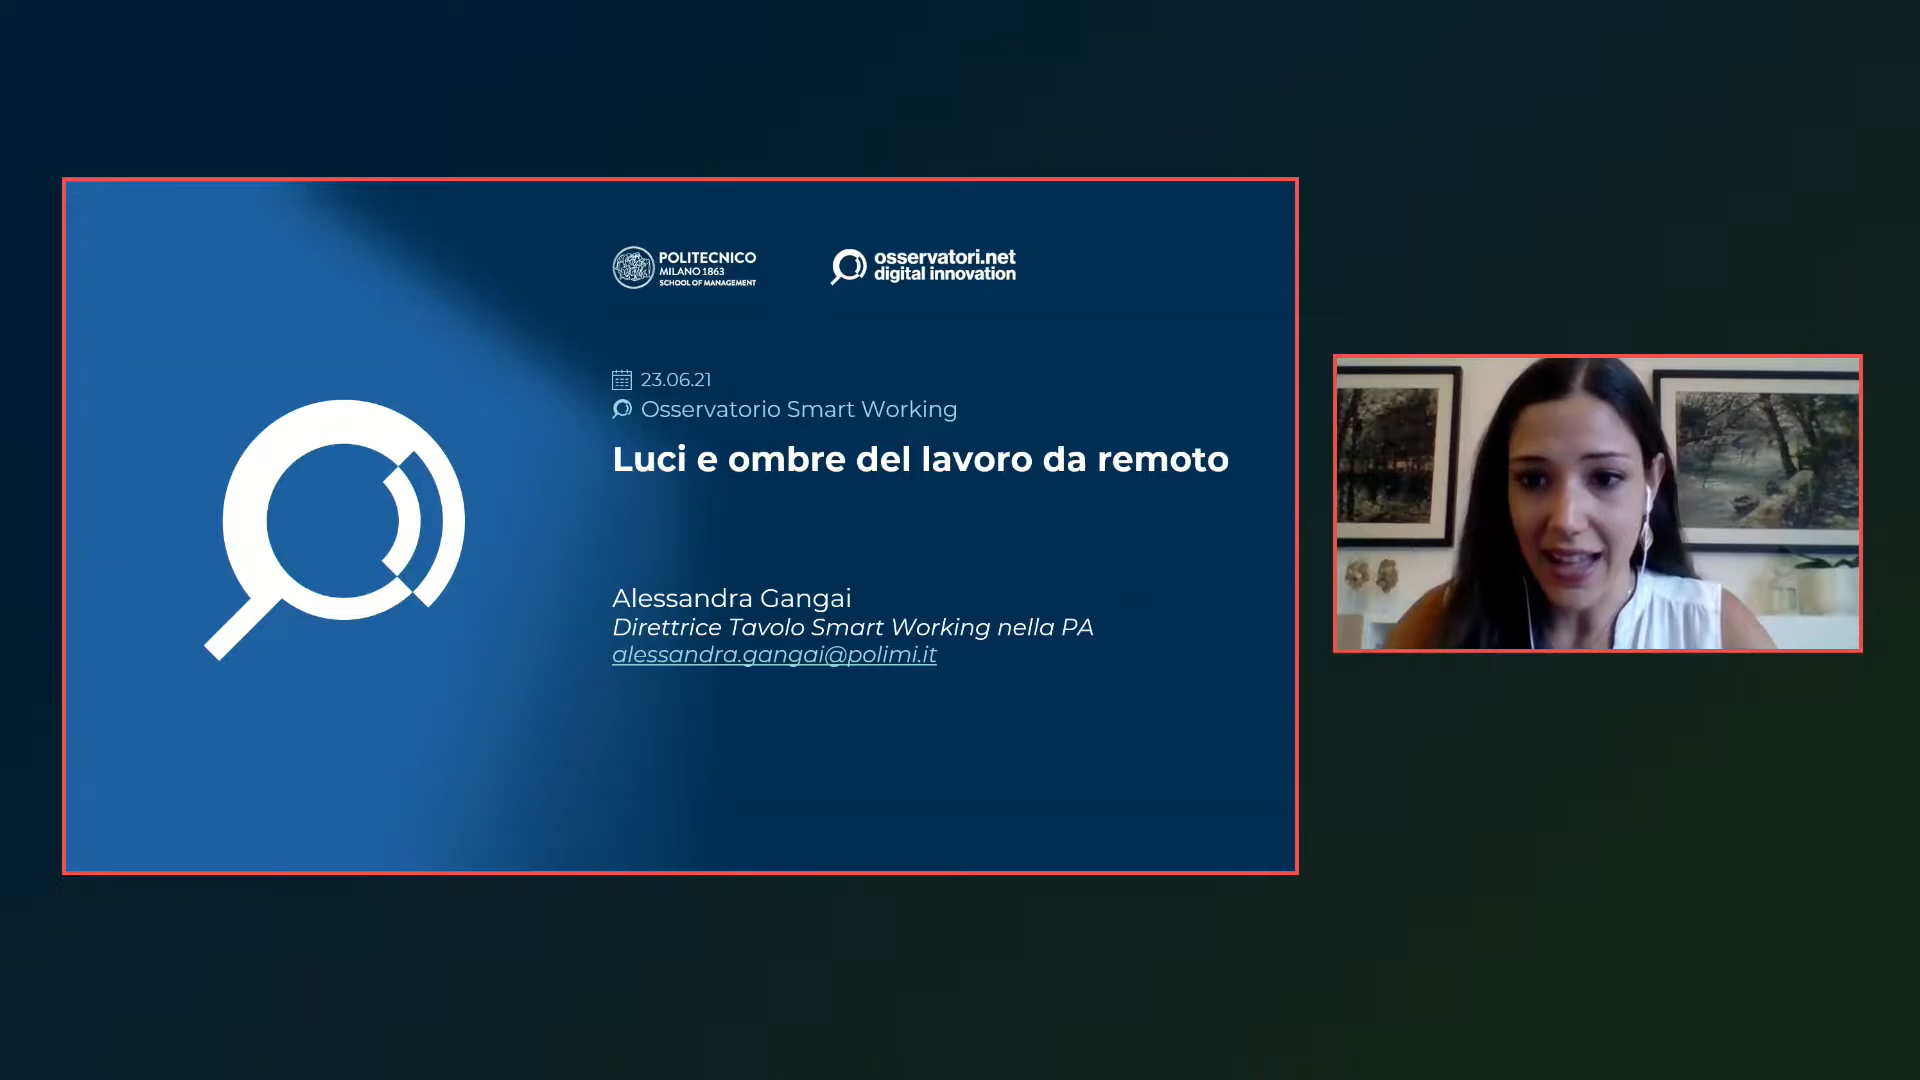 POLITECNICO
MILANO 1863
SCHOOL OF MANAGEMENT
osservatori.net
digital innovation
23.06.21
Osservatorio Smart Working
Luci e ombre del lavoro da remoto
Alessandra Gangai
Direttrice Tavolo Smart Working nella PA
alessandra.gangai@polimi.it